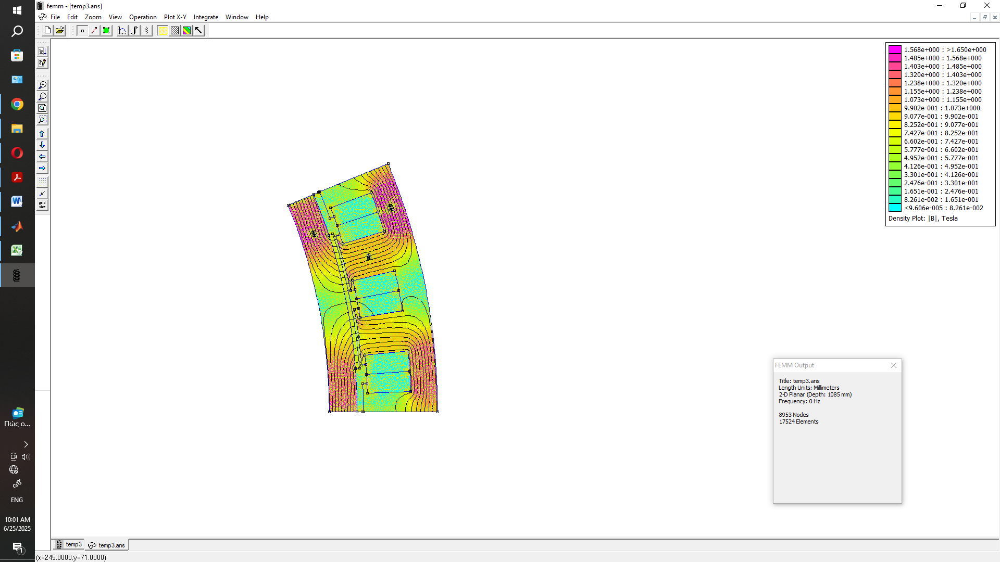 femm - [temp3.ans]
File Edit Zoom View Operation Plot X-Y Integrate Window Help
grid
size
1.568e+000 : >1.650e+000
1.485e+000 : 1.568e+000
1.403e+000 : 1.485e+000
1.320e+000 : 1.403e+000
1.238e+000 : 1.320e+000
1.155e+000 : 1.238e+000
1.073e+000 : 1.155e+000
9.902e-001 : 1.073e+000
9.077e-001 : 9.902e-001
8.252e-001 : 9.077e-001
7.427e-001 : 8.252e-001
6.602e-001 : 7.427e-001
5.777e-001 : 6.602e-001
4.952e-001 : 5.777e-001
4.126e-001 : 4.952e-001
3.301e-001 : 4.126e-001
2.476e-001 : 3.301e-001
1.651e-001 : 2.476e-001
8.261e-002 : 1.651e-001
<9.606e-005 : 8.261e-002
Density Plot: |B|, Tesla
FEMM Output
Title: temp3.ans
Length Units: Millimeters
2-D Planar (Depth: 1085 mm)
Frequency: 0 Hz
8953 Nodes
17524 Elements
Πώς ο...
ENG
10:01 AM
6/25/2025
1
temp3 temp3.ans
(x=245.0000,y=71.0000)